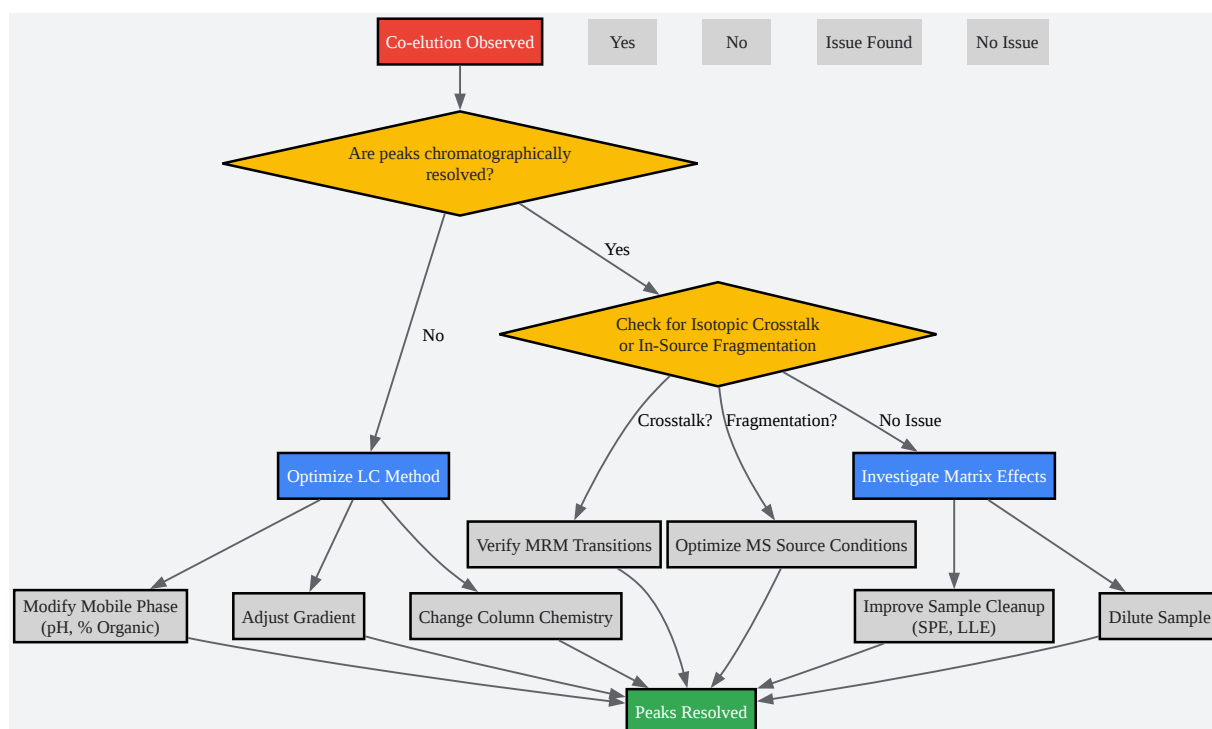 Co-elution Observed
Yes
No
Issue Found
No Issue
Are peaks chromatographically
resolved?
Yes
Check for Isotopic Crosstalk
or In-Source Fragmentation
No
Crosstalk?
Fragmentation?
No Issue
Optimize LC Method
Investigate Matrix Effects
Verify MRM Transitions
Optimize MS Source Conditions
Modify Mobile Phase
(pH, % Organic)
Adjust Gradient
Change Column Chemistry
Improve Sample Cleanup
(SPE, LLE)
Dilute Sample
Peaks Resolved